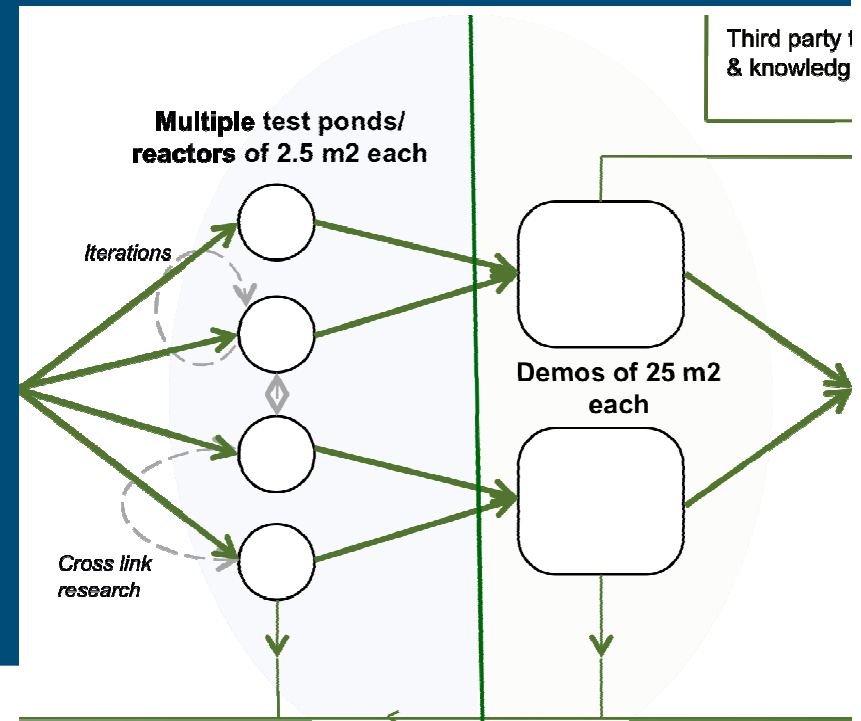 Third party
& knowledg
Multiple test ponds/
reactors of 2.5 m2 each
Iterations
Demos of 25 m2
each
Cross link
research